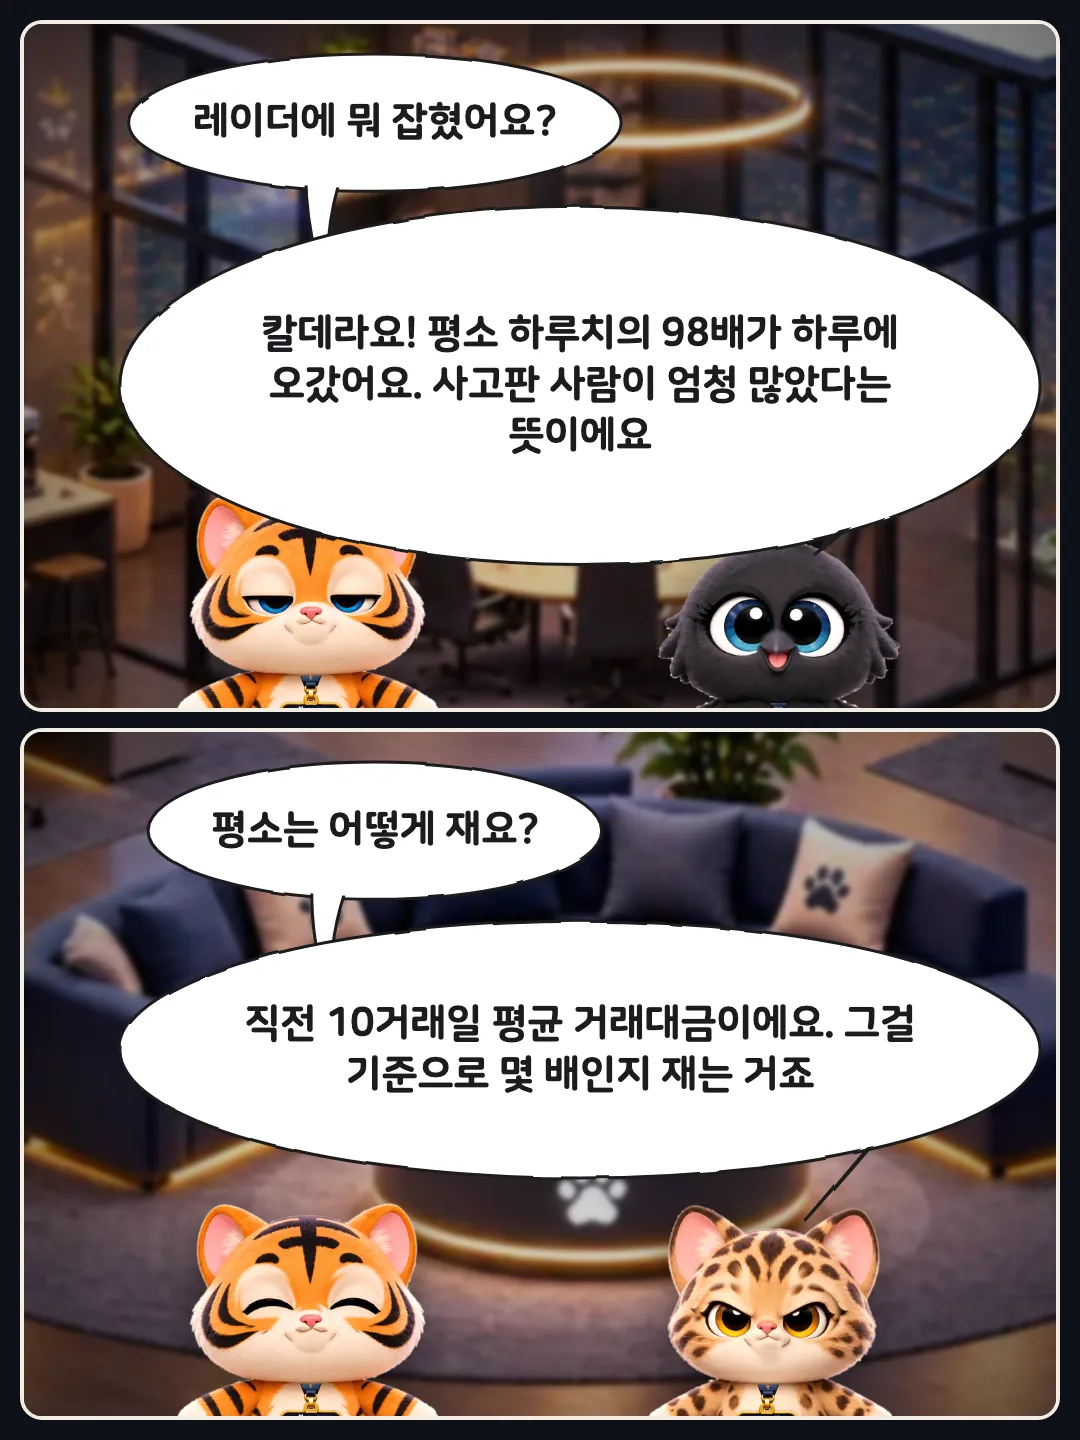 레이더에 뭐 잡혔어요?
칼데라요! 평소 하루치의 98배가 하루에
오갔어요. 사고판 사람이 엄청 많았다는
뜻이에요
평소는 어떻게 재요?
직전 10거래일 평균 거래대금이에요. 그걸
기준으로 몇 배인지 재는 거죠